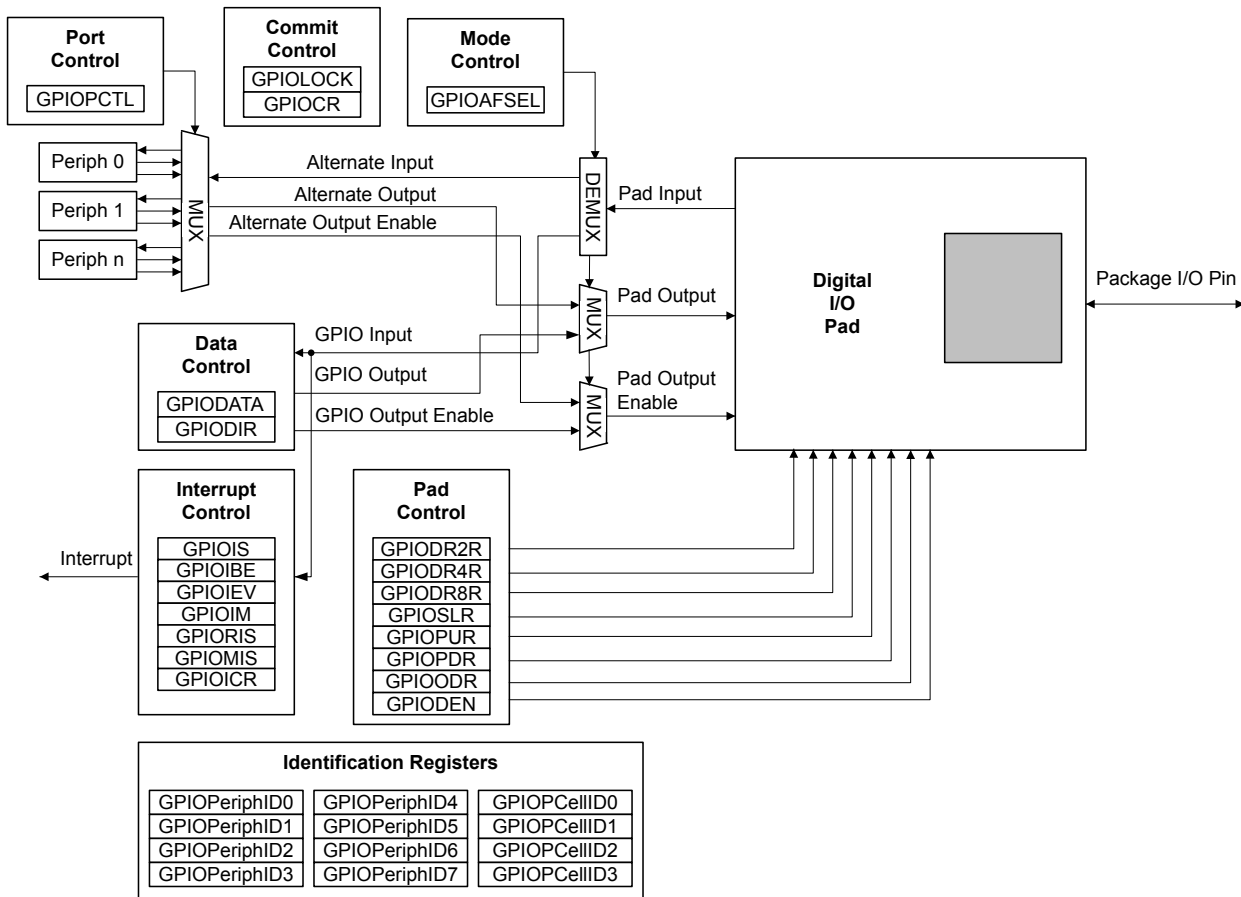 Port
Control
GPIOPCTL
Commit
Control
GPIOLOCK
GPIOCR
Mode
Control
GPIOAFSEL
Periph 0
Periph 1
Periph n
MUX
Alternate Input
Alternate Output
Alternate Output Enable
DEMUX
Pad Input
MUX
Pad Output
MUX
Pad Output
Enable
Digital
I/O
Pad
Package I/O Pin
Data
Control
GPIODATA
GPIODIR
GPIO Input
GPIO Output
GPIO Output Enable
Interrupt
Interrupt
Control
GPIOIS
GPIOIBE
GPIOIEV
GPIOIM
GPIORIS
GPIOMIS
GPIOICR
Pad
Control
GPIODR2R
GPIODR4R
GPIODR8R
GPIOSLR
GPIOPUR
GPIOPDR
GPIOODR
GPIODEN
Identification Registers
GPIOPeriphID0
GPIOPeriphID1
GPIOPeriphID2
GPIOPeriphID3
GPIOPeriphID4
GPIOPeriphID5
GPIOPeriphID6
GPIOPeriphID7
GPIOPCellID0
GPIOPCellID1
GPIOPCellID2
GPIOPCellID3